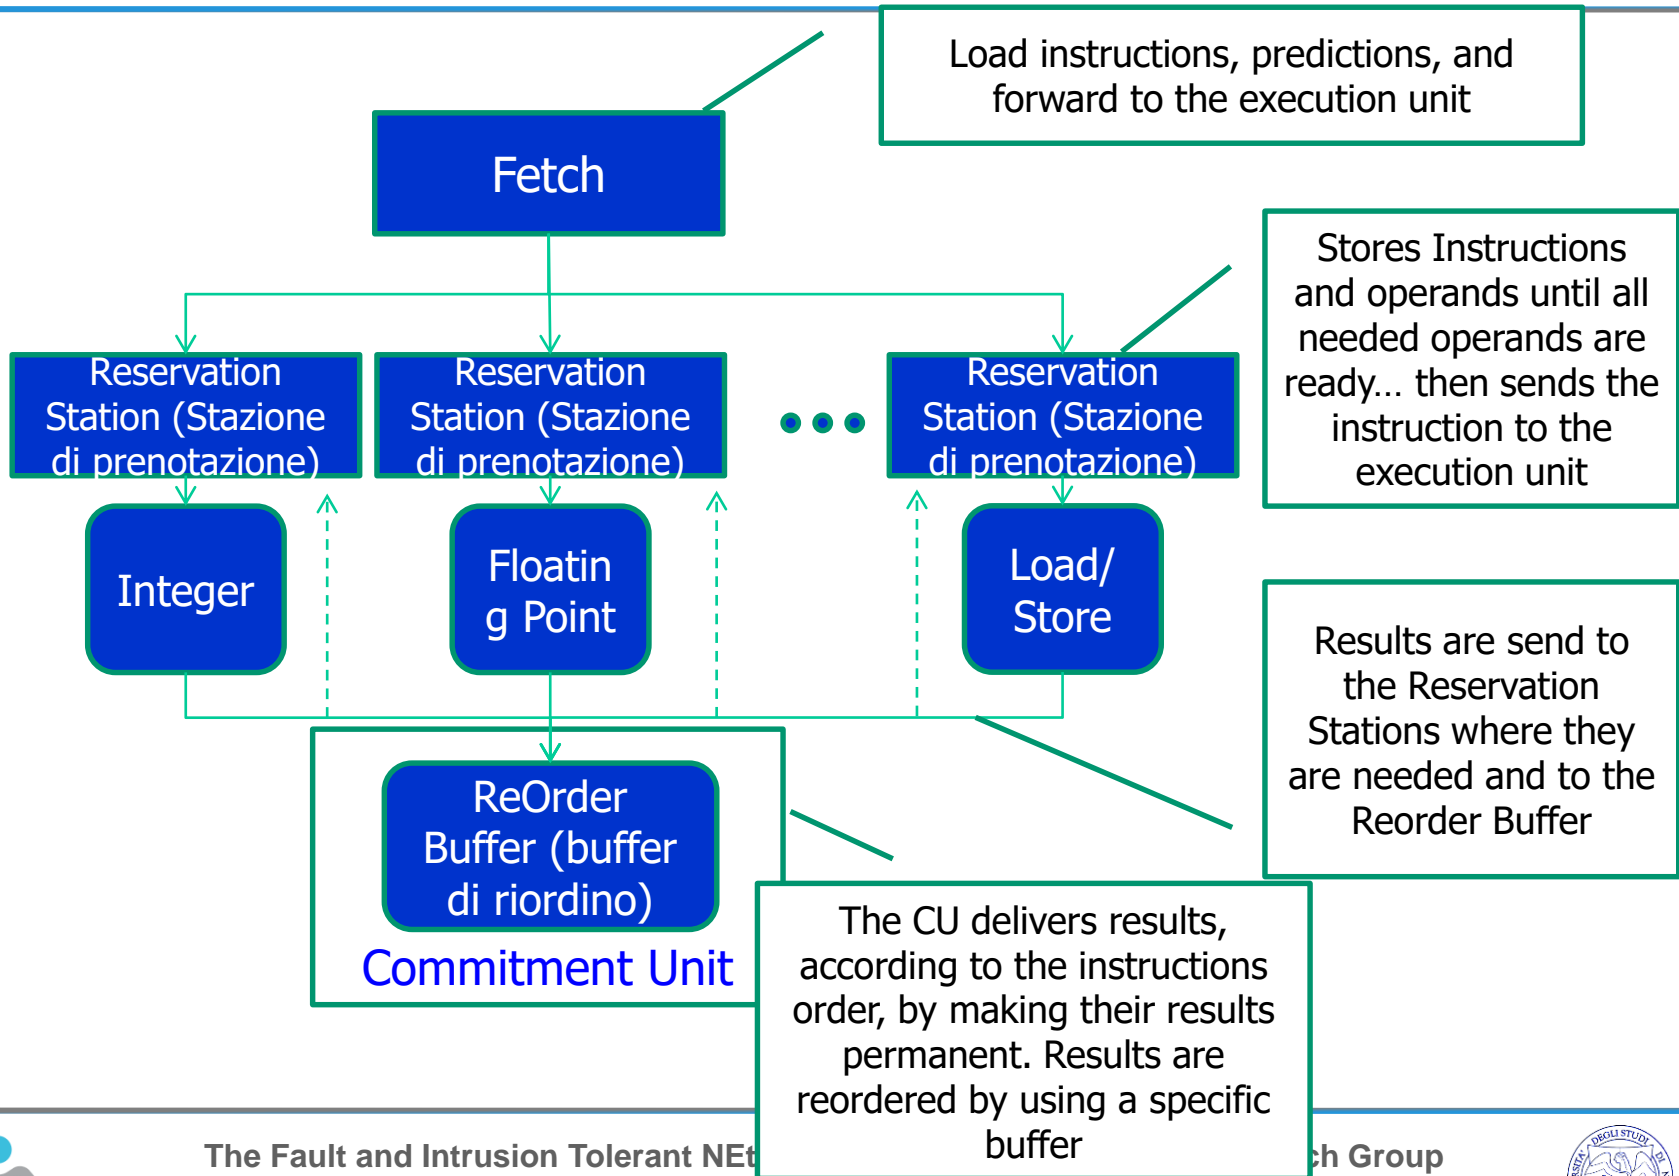 Load instructions, predictions, and
forward to the execution unit
Fetch
Stores Instructions
and operands until all
needed operands are
ready… then sends the
instruction to the
execution unit
Reservation
Station (Stazione
di prenotazione)
Reservation
Station (Stazione
di prenotazione)
Reservation
Station (Stazione
di prenotazione)
Integer
Floatin
g Point
Load/
Store
Results are send to
the Reservation
Stations where they
are needed and to the
Reorder Buffer
ReOrder
Buffer (buffer
di riordino)
Commitment Unit
The CU delivers results,
according to the instructions
order, by making their results
permanent. Results are
reordered by using a specific
buffer
The Fault and Intrusion Tolerant NEt
ch Group
DEGLI STUDI